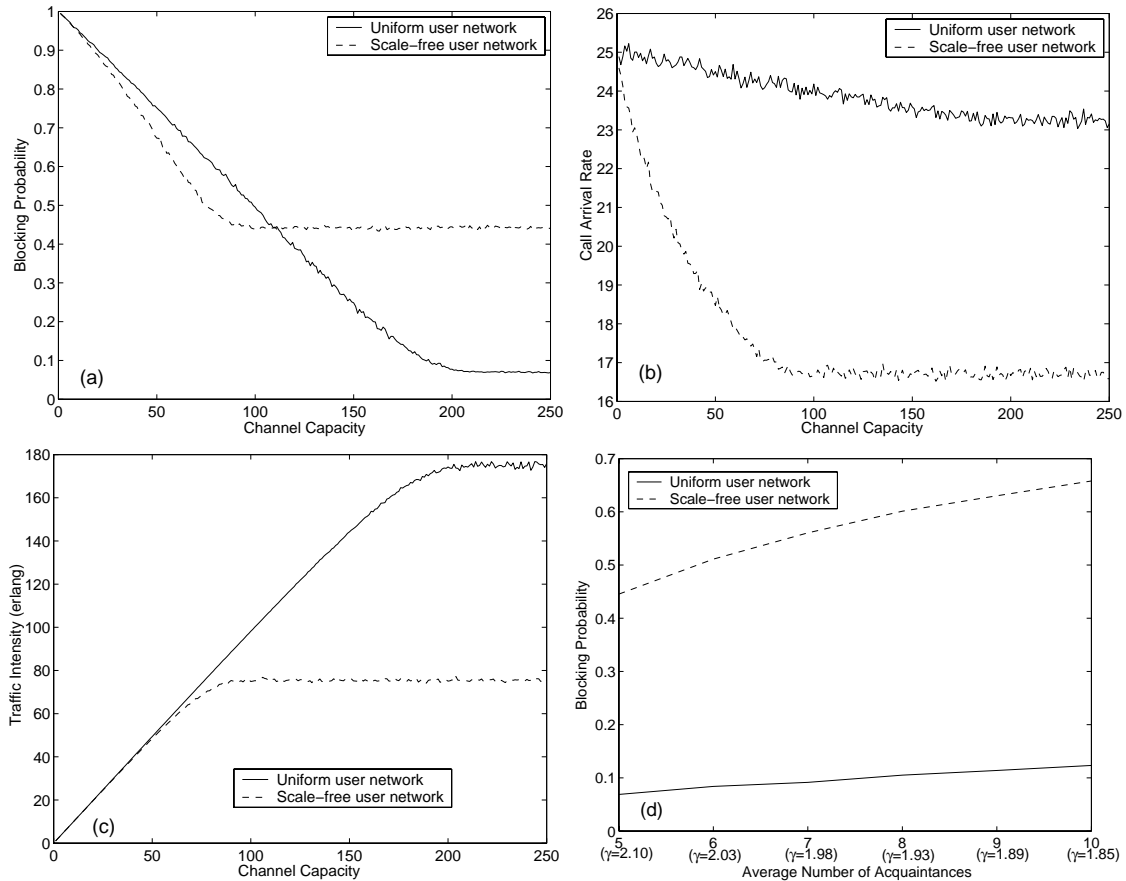 1
0.9
0.8
0.7
0.6
0.5
0.4
0.3
0.2
0.1
0
Blocking Probability
Uniform user network
Scale−free user network
(a)
0 50 100 150 200 250
Channel Capacity
26
25
24
23
22
21
20
19
18
17
16
Call Arrival Rate
Uniform user network
Scale−free user network
(b)
0 50 100 150 200 250
Channel Capacity
180
160
140
120
100
80
60
40
20
0
Traffic Intensity (erlang)
Uniform user network
Scale−free user network
(c)
0 50 100 150 200 250
Channel Capacity
0.7
0.6
0.5
0.4
0.3
0.2
0.1
0
Blocking Probability
Uniform user network
Scale−free user network
(d)
5 6 7 8 9 10
(γ=2.10) (γ=2.03) (γ=1.98) (γ=1.93) (γ=1.89) (γ=1.85)
Average Number of Acquaintances